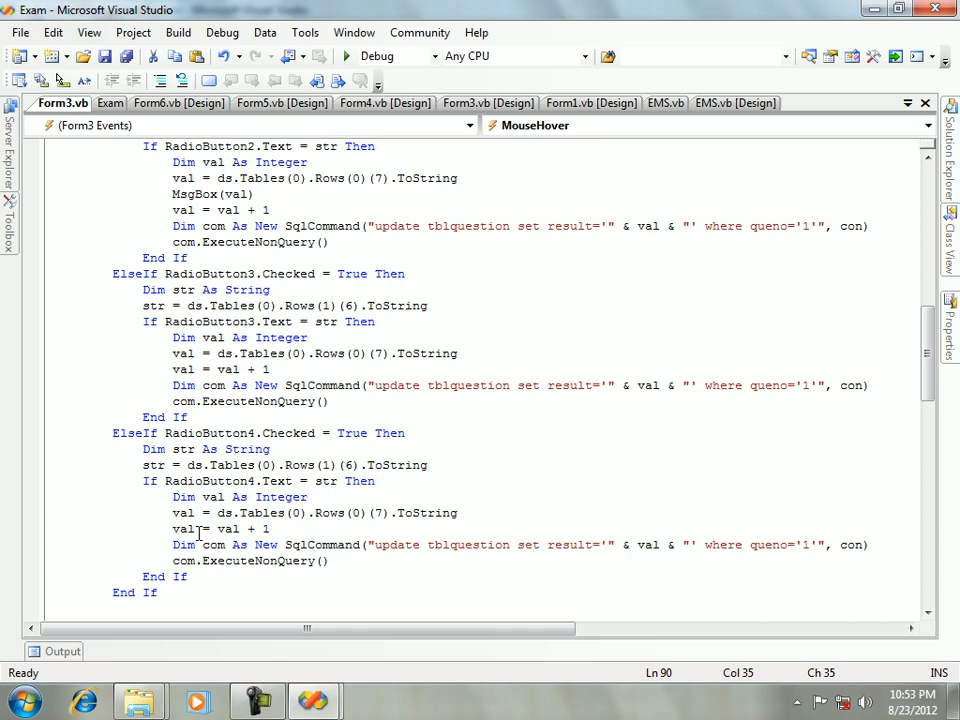 Exam - Microsoft Visual Studio
File Edit View Project Build Debug Data Tools Window Community Help
Debug Any CPU
Form3.vb Exam Form6.vb [Design] Form5.vb [Design] Form4.vb [Design] Form3.vb [Design] Form1.vb [Design] EMS.vb EMS.vb [Design]
(Form3 Events) MouseHover
If RadioButton2.Text = str Then
Dim val As Integer
val = ds.Tables(0).Rows(0)(7).ToString
MsgBox(val)
val = val + 1
Dim com As New SqlCommand("update tblquestion set result='" & val & "' where queno='1'", con)
com.ExecuteNonQuery()
End If
ElseIf RadioButton3.Checked = True Then
Dim str As String
str = ds.Tables(0).Rows(1)(6).ToString
If RadioButton3.Text = str Then
Dim val As Integer
val = ds.Tables(0).Rows(0)(7).ToString
val = val + 1
Dim com As New SqlCommand("update tblquestion set result='" & val & "' where queno='1'", con)
com.ExecuteNonQuery()
End If
ElseIf RadioButton4.Checked = True Then
Dim str As String
str = ds.Tables(0).Rows(1)(6).ToString
If RadioButton4.Text = str Then
Dim val As Integer
val = ds.Tables(0).Rows(0)(7).ToString
val = val + 1
Dim com As New SqlCommand("update tblquestion set result='" & val & "' where queno='1'", con)
com.ExecuteNonQuery()
End If
End If
Server Explorer
Toolbox
Solution Explorer
Class View
Properties
Output
Ready Ln 90 Col 35 Ch 35 INS
10:53 PM
8/23/2012